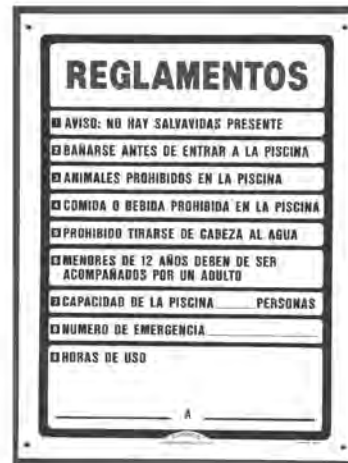 REGLAMENTOS
1 AVISO: NO HAY SALVAVIDAS PRESENTE
2 BAÑARSE ANTES DE ENTRAR A LA PISCINA
3 ANIMALES PROHIBIDOS EN LA PISCINA
4 COMIDA O BEBIDA PROHIBIDA EN LA PISCINA
5 PROHIBIDO TIRARSE DE CABEZA AL AGUA
6 MENORES DE 12 AÑOS DEBEN DE SER
ACOMPAÑADOS POR UN ADULTO
7 CAPACIDAD DE LA PISCINA ______ PERSONAS
8 NUMERO DE EMERGENCIA ______
9 HORAS DE USO
______ A ______